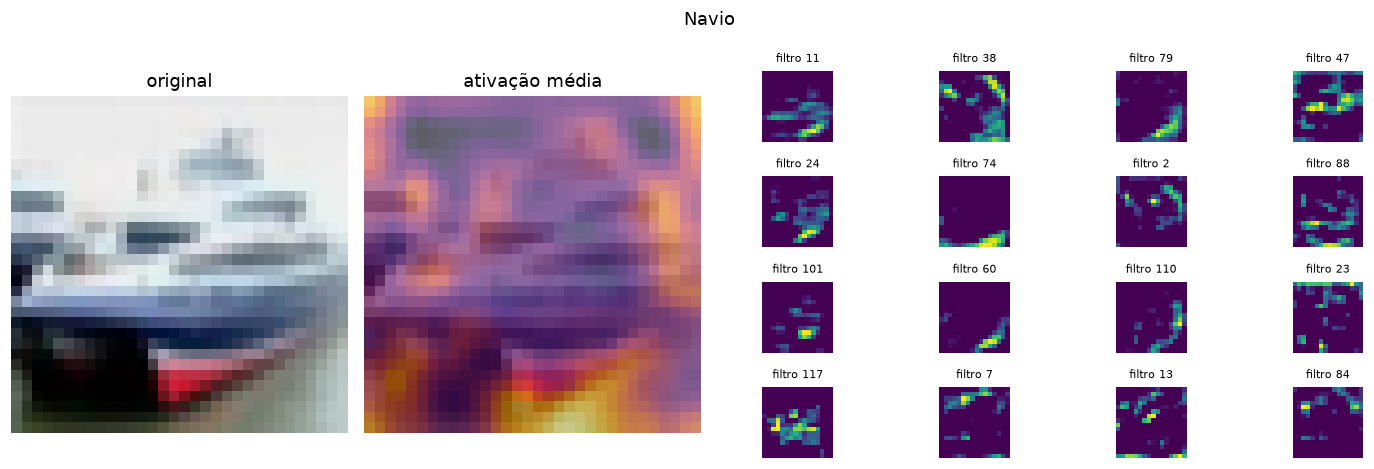 Navio
original
ativação média
filtro 11
filtro 38
filtro 79
filtro 47
filtro 24
filtro 74
filtro 2
filtro 88
filtro 101
filtro 60
filtro 110
filtro 23
filtro 117
filtro 7
filtro 13
filtro 84